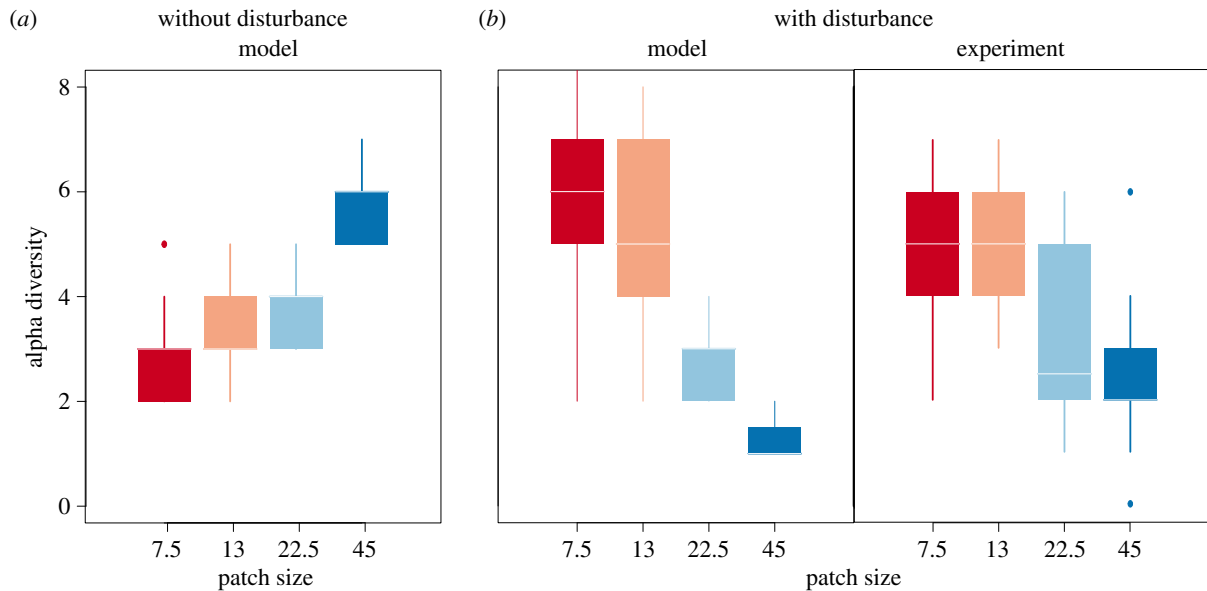 (a) without disturbance
model
(b) with disturbance
model experiment
8
6
4
2
0
alpha diversity
7.5 13 22.5 45
patch size
7.5 13 22.5 45 7.5 13 22.5 45
patch size